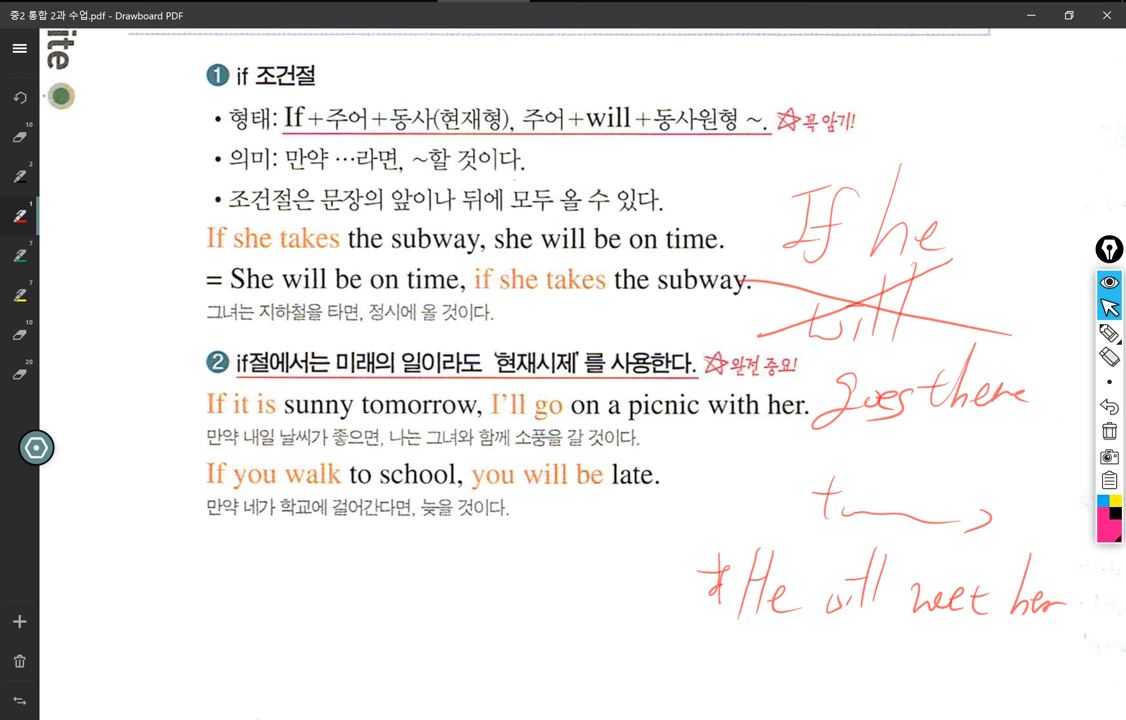 중2 통합 2과 수업.pdf - Drawboard PDF
ite
1 if 조건절
• 형태: If+주어+동사(현재형), 주어+will+동사원형 ~. ☆꼭 암기!
• 의미: 만약 …라면, ~할 것이다.
• 조건절은 문장의 앞이나 뒤에 모두 올 수 있다.
If she takes the subway, she will be on time.
= She will be on time, if she takes the subway.
그녀는 지하철을 타면, 정시에 올 것이다.
2 if절에서는 미래의 일이라도 ‘현재시제’를 사용한다. ☆완전 중요!
If it is sunny tomorrow, I’ll go on a picnic with her.
만약 내일 날씨가 좋으면, 나는 그녀와 함께 소풍을 갈 것이다.
If you walk to school, you will be late.
만약 네가 학교에 걸어간다면, 늦을 것이다.
If he
will
goes there
He will meet her
10
2
1
7
7
10
20